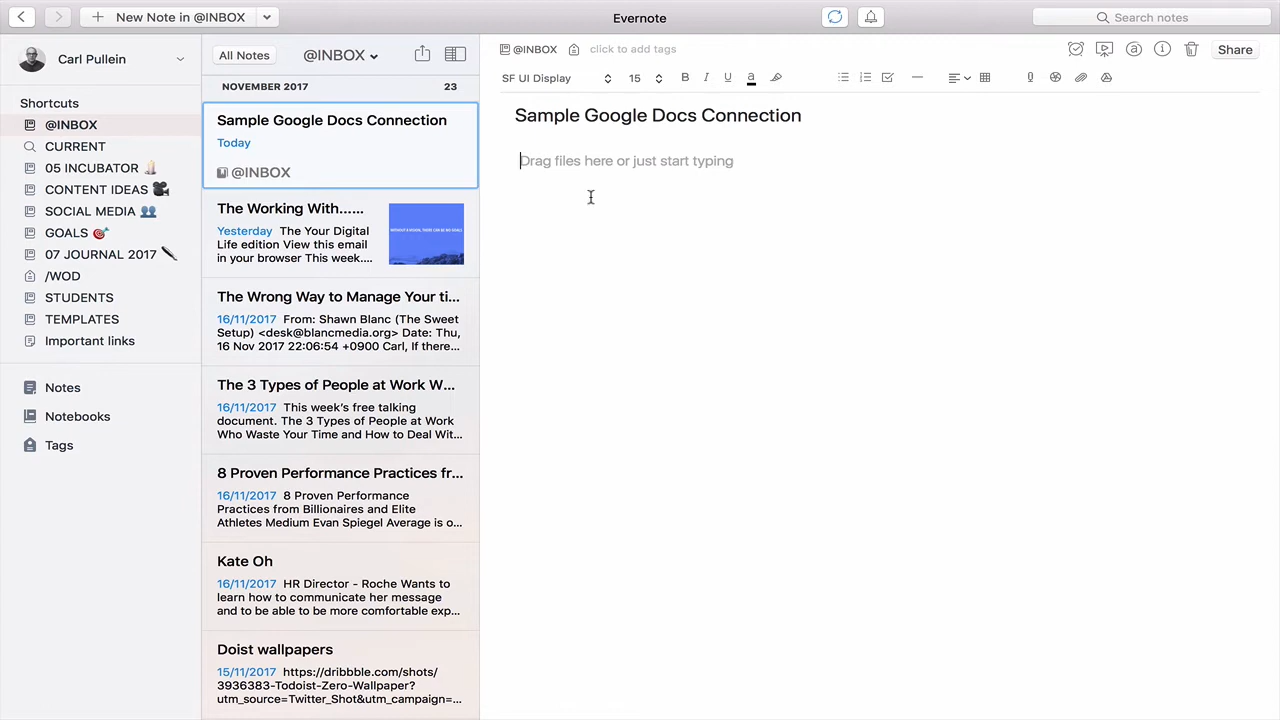 New Note in @INBOX
Evernote
Search notes
Carl Pullein
Shortcuts
@INBOX
CURRENT
05 INCUBATOR
CONTENT IDEAS
SOCIAL MEDIA
GOALS
07 JOURNAL 2017
/WOD
STUDENTS
TEMPLATES
Important links
Notes
Notebooks
Tags
All Notes
@INBOX
NOVEMBER 2017 23
Sample Google Docs Connection
Today
@INBOX
The Working With......
Yesterday The Your Digital
Life edition View this email
in your browser This week....
The Wrong Way to Manage Your ti...
16/11/2017 From: Shawn Blanc (The Sweet
Setup) <desk@blancmedia.org> Date: Thu,
16 Nov 2017 22:06:54 +0900 Carl, If there...
The 3 Types of People at Work W...
16/11/2017 This week's free talking
document. The 3 Types of People at Work
Who Waste Your Time and How to Deal Wit...
8 Proven Performance Practices fr...
16/11/2017 8 Proven Performance
Practices from Billionaires and Elite
Athletes Medium Evan Spiegel Average is o...
Kate Oh
16/11/2017 HR Director - Roche Wants to
learn how to communicate her message
and to be able to be more comfortable exp...
Doist wallpapers
15/11/2017 https://dribbble.com/shots/
3936383-Todoist-Zero-Wallpaper?
utm_source=Twitter_Shot&utm_campaign=...
@INBOX click to add tags
Share
SF UI Display 15 B I U a
Sample Google Docs Connection
Drag files here or just start typing